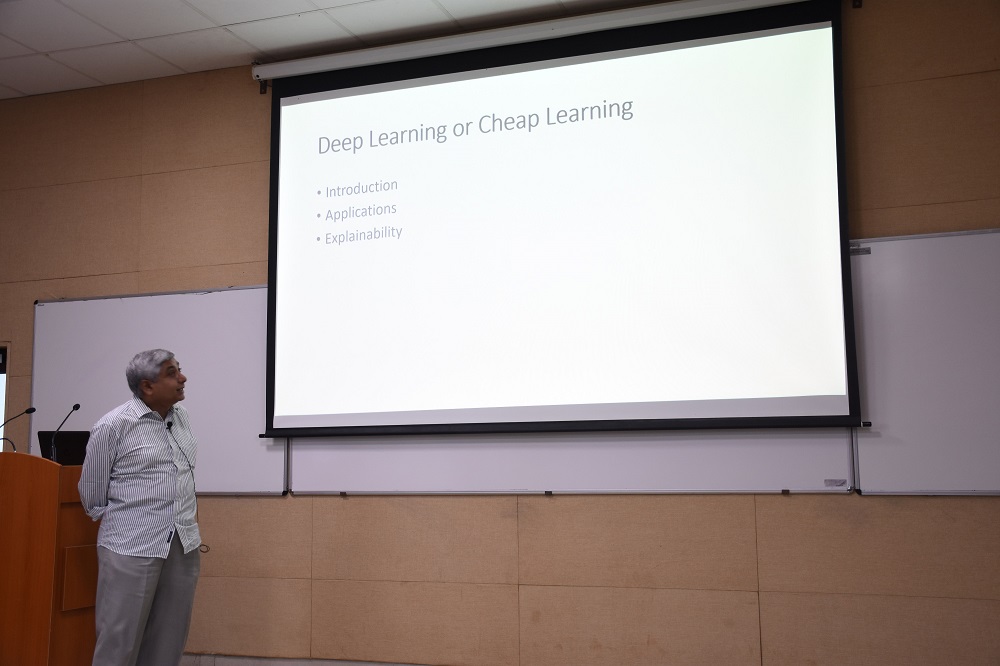 Deep Learning or Cheap Learning
• Introduction
• Applications
• Explainability